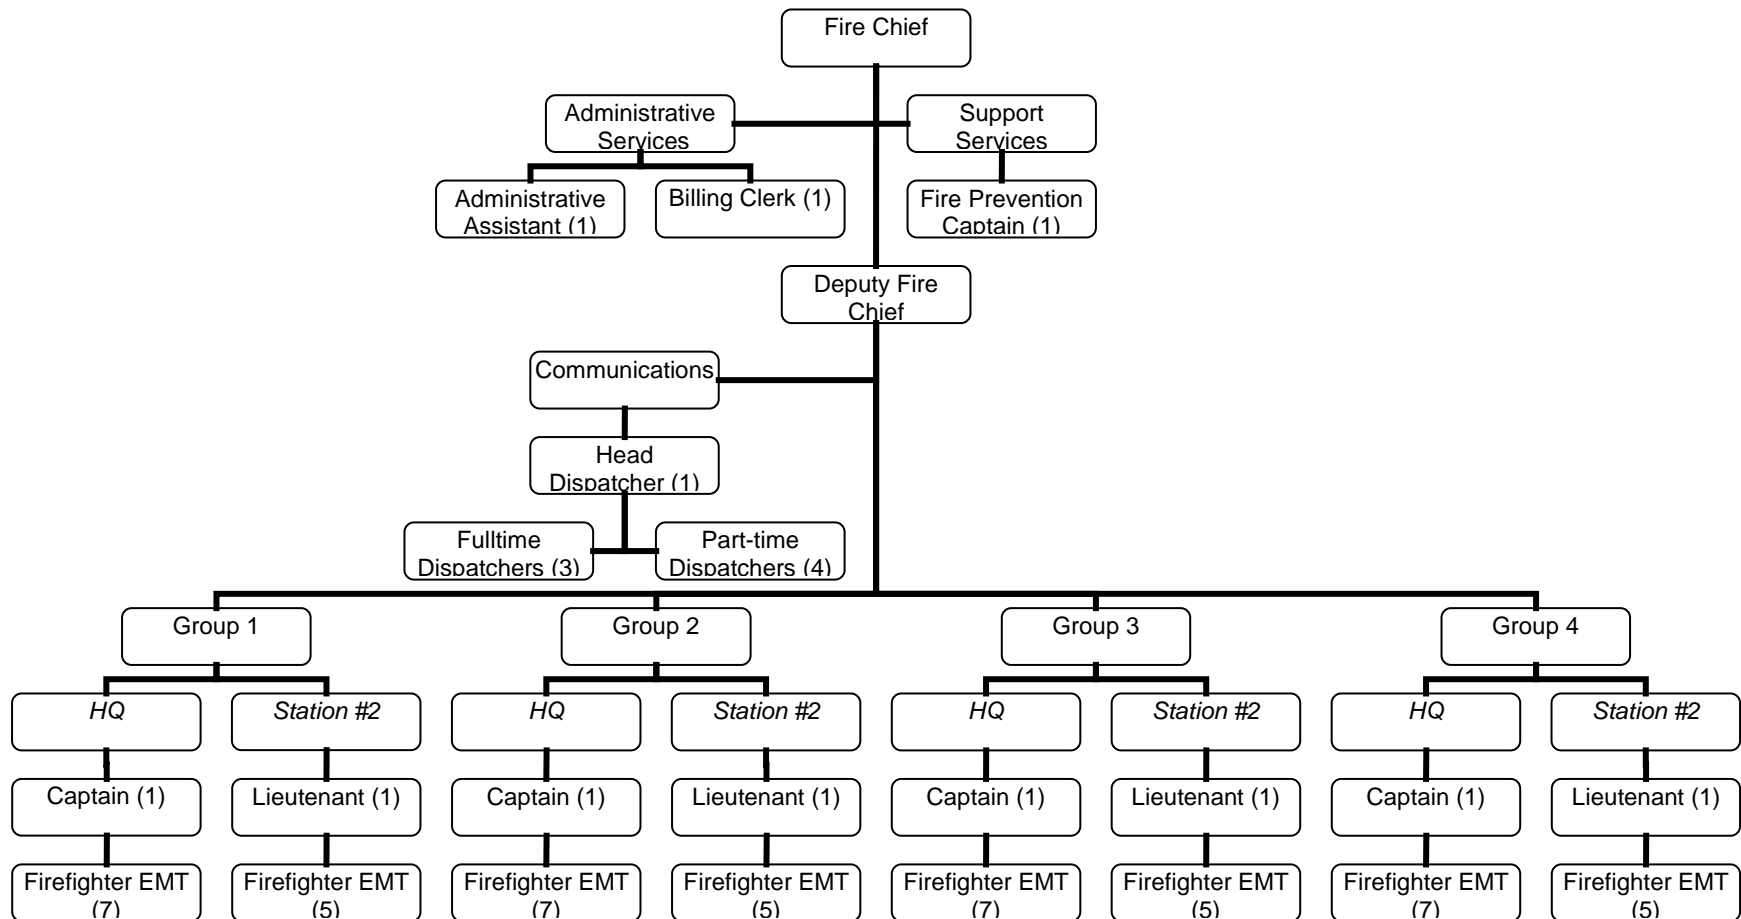 Fire Chief
Administrative
Services
Support
Services
Administrative
Assistant (1)
Billing Clerk (1)
Fire Prevention
Captain (1)
Deputy Fire
Chief
Communications
Head
Dispatcher (1)
Fulltime
Dispatchers (3)
Part-time
Dispatchers (4)
Group 1
Group 2
Group 3
Group 4
HQ
Station #2
HQ
Station #2
HQ
Station #2
HQ
Station #2
Captain (1)
Lieutenant (1)
Captain (1)
Lieutenant (1)
Captain (1)
Lieutenant (1)
Captain (1)
Lieutenant (1)
Firefighter EMT
(7)
Firefighter EMT
(5)
Firefighter EMT
(7)
Firefighter EMT
(5)
Firefighter EMT
(7)
Firefighter EMT
(5)
Firefighter EMT
(7)
Firefighter EMT
(5)